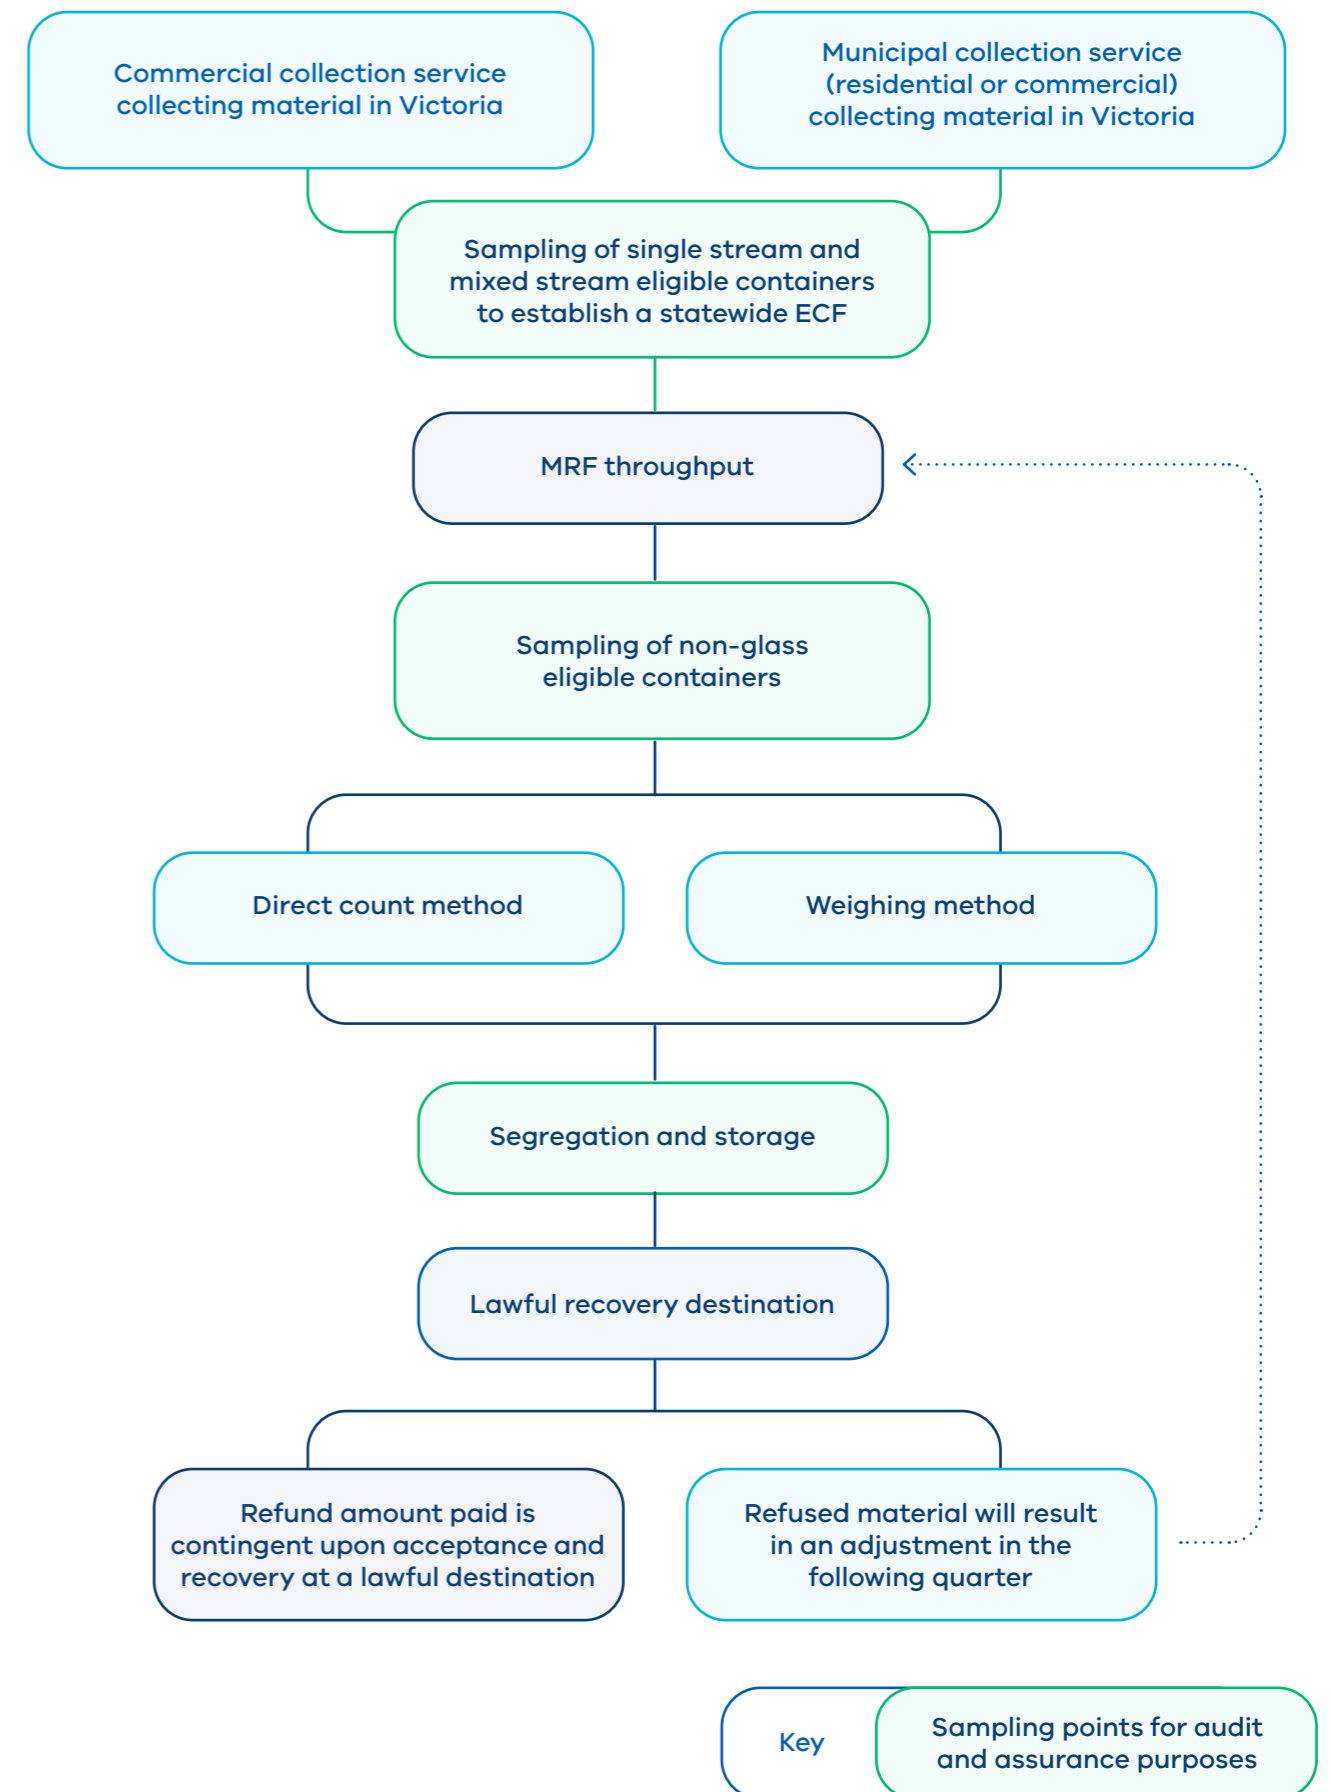 Commercial collection service
collecting material in Victoria
Municipal collection service
(residential or commercial)
collecting material in Victoria
Sampling of single stream and
mixed stream eligible containers
to establish a statewide ECF
MRF throughput
Sampling of non-glass
eligible containers
Direct count method
Weighing method
Segregation and storage
Lawful recovery destination
Refund amount paid is
contingent upon acceptance and
recovery at a lawful destination
Refused material will result
in an adjustment in the
following quarter
Key
Sampling points for audit
and assurance purposes